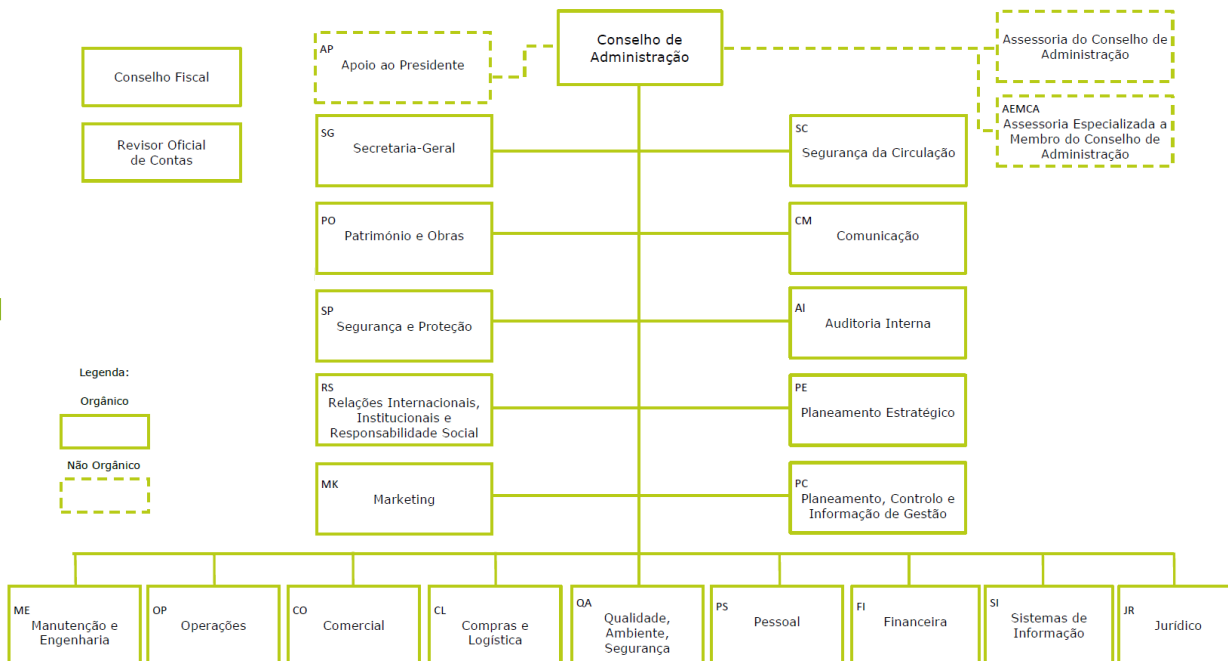 Conselho de
Administração
AP
Apoio ao Presidente
Assessoria do Conselho de
Administração
Conselho Fiscal
AEMCA
Assessoria Especializada a
Membro do Conselho de
Administração
Revisor Oficial
de Contas
SG
Secretaria-Geral
SC
Segurança da Circulação
PO
Património e Obras
CM
Comunicação
SP
Segurança e Proteção
AI
Auditoria Interna
Legenda:
Orgânico
Não Orgânico
RS
Relações Internacionais,
Institucionais e
Responsabilidade Social
PE
Planeamento Estratégico
MK
Marketing
PC
Planeamento, Controlo e
Informação de Gestão
ME
Manutenção e
Engenharia
OP
Operações
CO
Comercial
CL
Compras e
Logística
QA
Qualidade,
Ambiente,
Segurança
PS
Pessoal
FI
Financeira
SI
Sistemas de
Informação
JR
Jurídico